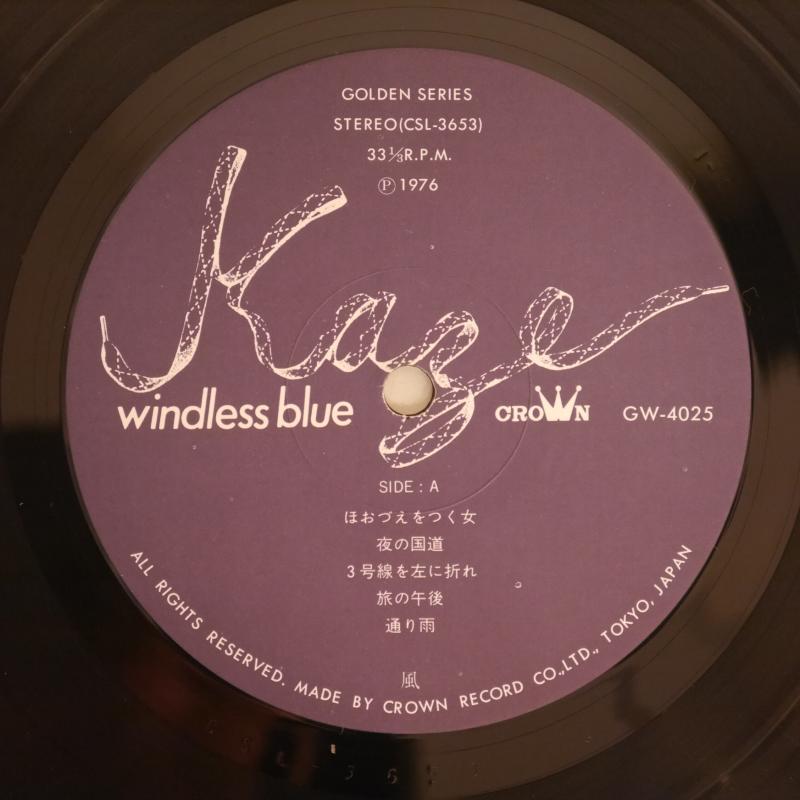 GOLDEN SERIES
STEREO(CSL-3653)
33⅓R.P.M.
Ⓟ1976
Kaze
windless blue
CROWN GW-4025
SIDE : A
ほおづえをつく女
夜の国道
3号線を左に折れ
旅の午後
通り雨
風
ALL RIGHTS RESERVED. MADE BY CROWN RECORD CO.,LTD., TOKYO, JAPAN